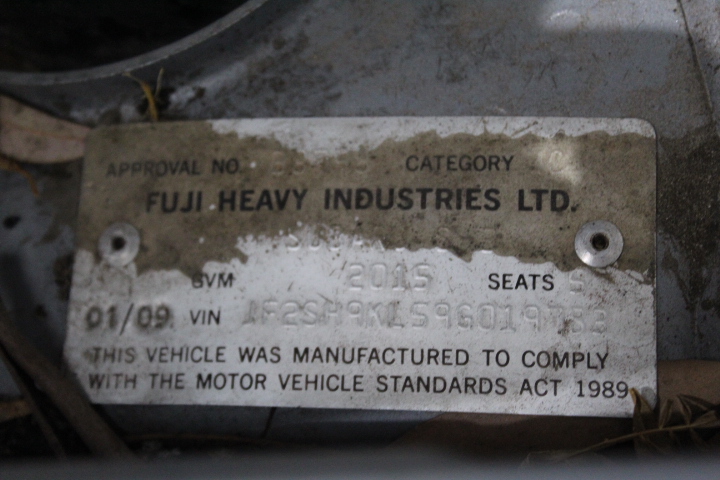 APPROVAL NO. CATEGORY
FUJI HEAVY INDUSTRIES LTD.
GVM 2015 SEATS 5
01/09 VIN
THIS VEHICLE WAS MANUFACTURED TO COMPLY
WITH THE MOTOR VEHICLE STANDARDS ACT 1989